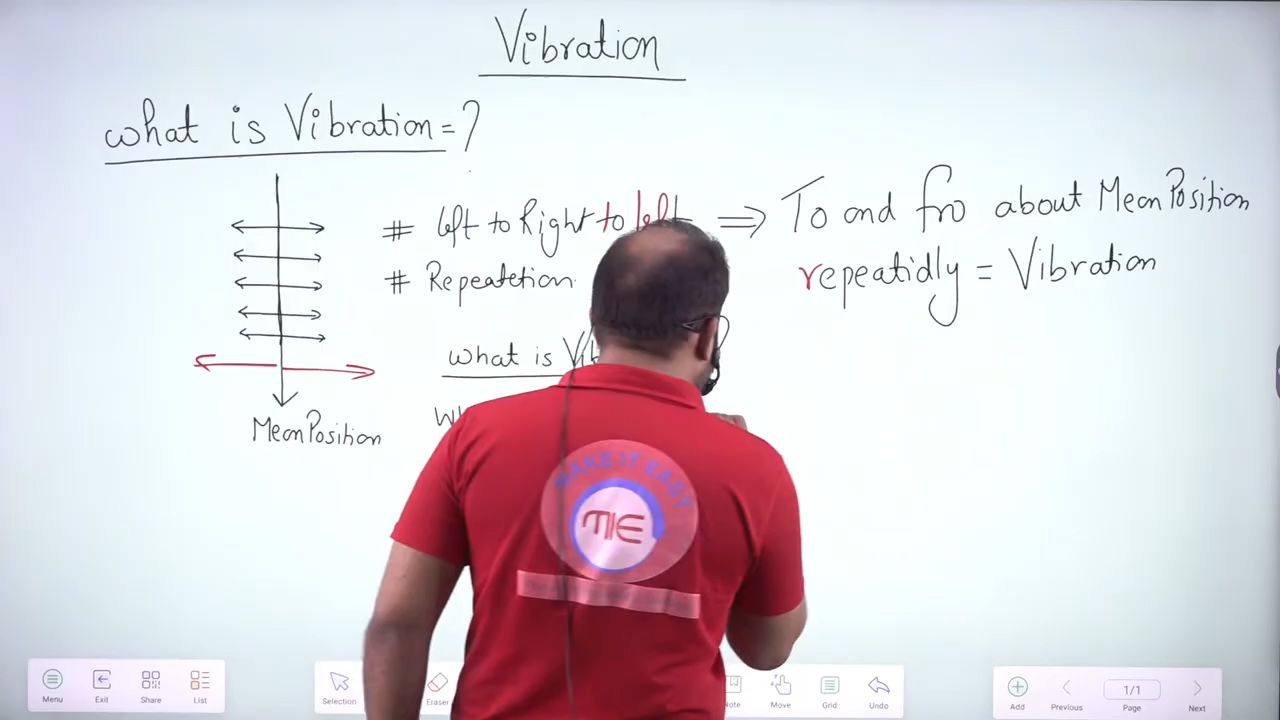 Vibration
what is Vibration = ?
# left to Right to left ⇒ To and fro about Mean Position
# Repeatetion
repeatidly = Vibration
what is
Mean Position
MAKE IT EASY
MIE
Menu
Exit
Share
List
Selection
Eraser
Move
Grid
Undo
Add
Previous
1/1
Page
Next